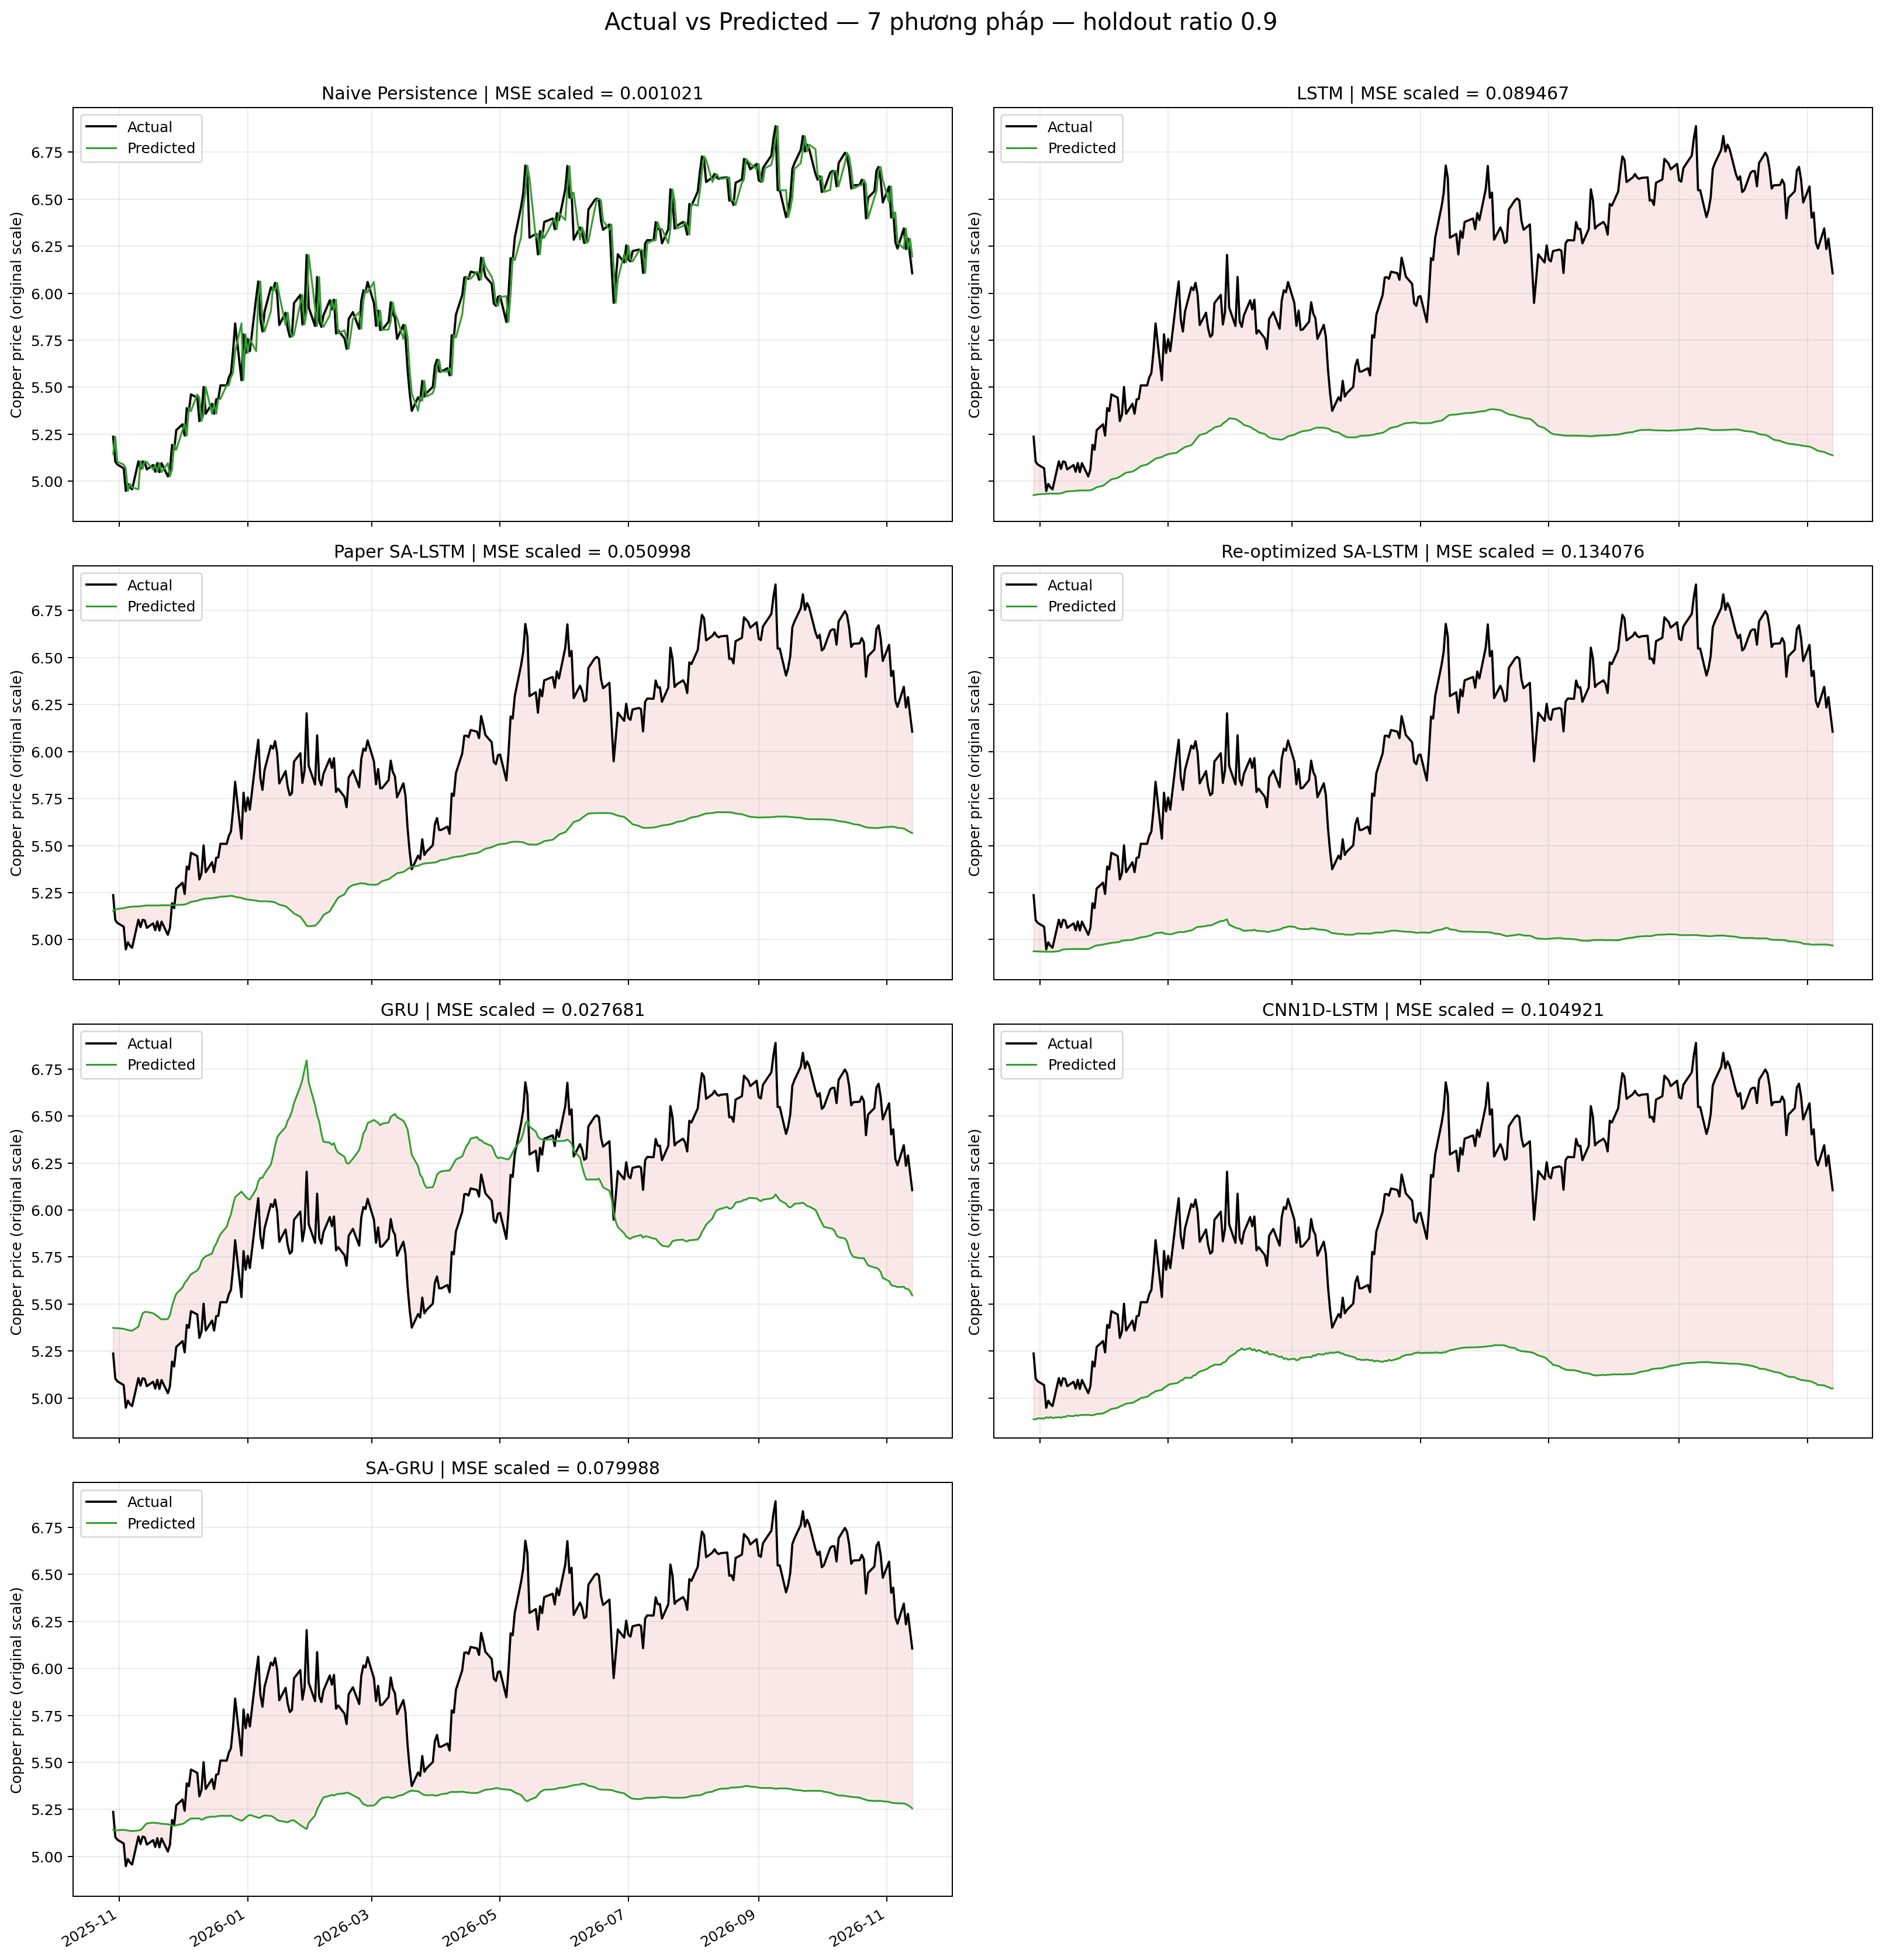 Actual vs Predicted — 7 phương pháp — holdout ratio 0.9
Naive Persistence | MSE scaled = 0.001021
Actual
Predicted
Copper price (original scale)
6.75
6.50
6.25
6.00
5.75
5.50
5.25
5.00
LSTM | MSE scaled = 0.089467
Actual
Predicted
Copper price (original scale)
Paper SA-LSTM | MSE scaled = 0.050998
Actual
Predicted
Copper price (original scale)
6.75
6.50
6.25
6.00
5.75
5.50
5.25
5.00
Re-optimized SA-LSTM | MSE scaled = 0.134076
Actual
Predicted
Copper price (original scale)
GRU | MSE scaled = 0.027681
Actual
Predicted
Copper price (original scale)
6.75
6.50
6.25
6.00
5.75
5.50
5.25
5.00
CNN1D-LSTM | MSE scaled = 0.104921
Actual
Predicted
Copper price (original scale)
SA-GRU | MSE scaled = 0.079988
Actual
Predicted
Copper price (original scale)
6.75
6.50
6.25
6.00
5.75
5.50
5.25
5.00
2025-11
2026-01
2026-03
2026-05
2026-07
2026-09
2026-11